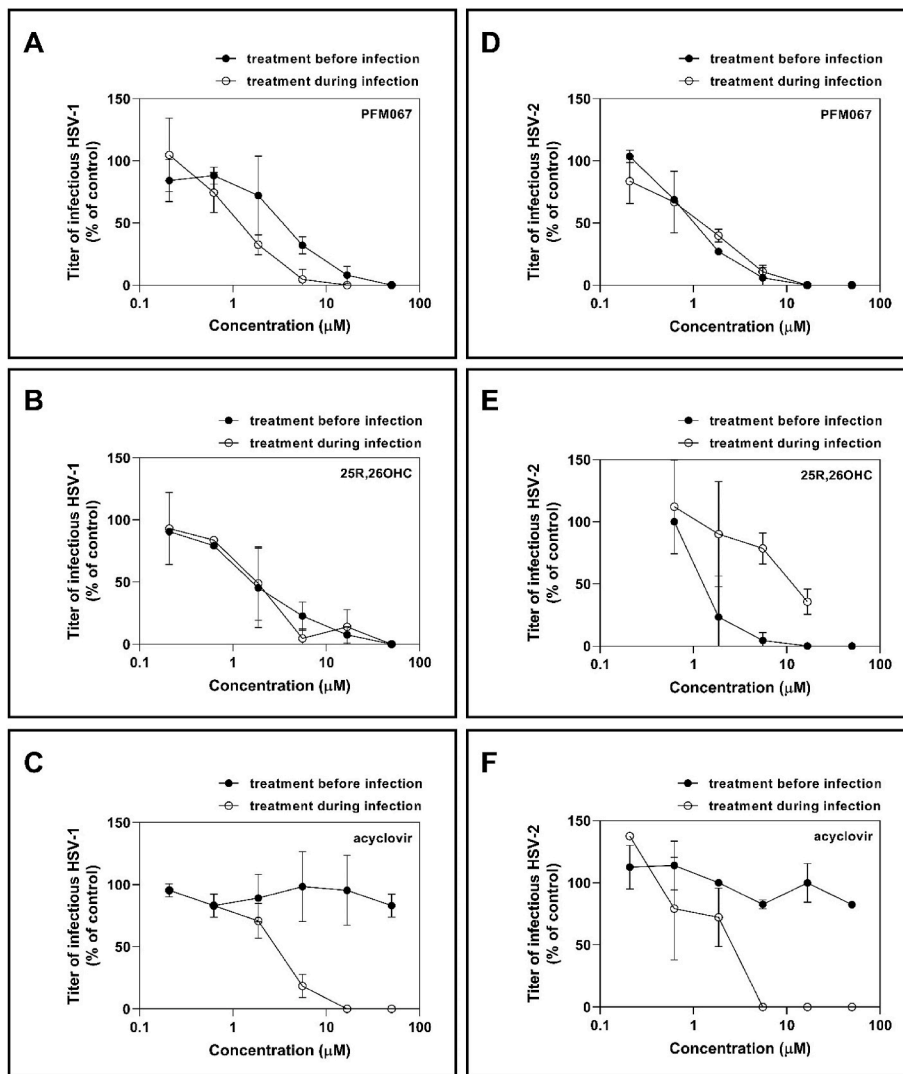 A
treatment before infection
treatment during infection
Titer of infectious HSV-1
(% of control)
150
100
50
0
PFM067
0.1
1
10
100
Concentration (μM)
D
treatment before infection
treatment during infection
Titer of infectious HSV-2
(% of control)
150
100
50
0
PFM067
0.1
1
10
100
Concentration (μM)
B
treatment before infection
treatment during infection
Titer of infectious HSV-1
(% of control)
150
100
50
0
25R,26OHC
0.1
1
10
100
Concentration (μM)
E
treatment before infection
treatment during infection
Titer of infectious HSV-2
(% of control)
150
100
50
0
25R,26OHC
0.1
1
10
100
Concentration (μM)
C
treatment before infection
treatment during infection
Titer of infectious HSV-1
(% of control)
150
100
50
0
acyclovir
0.1
1
10
100
Concentration (μM)
F
treatment before infection
treatment during infection
Titer of infectious HSV-2
(% of control)
150
100
50
0
acyclovir
0.1
1
10
100
Concentration (μM)